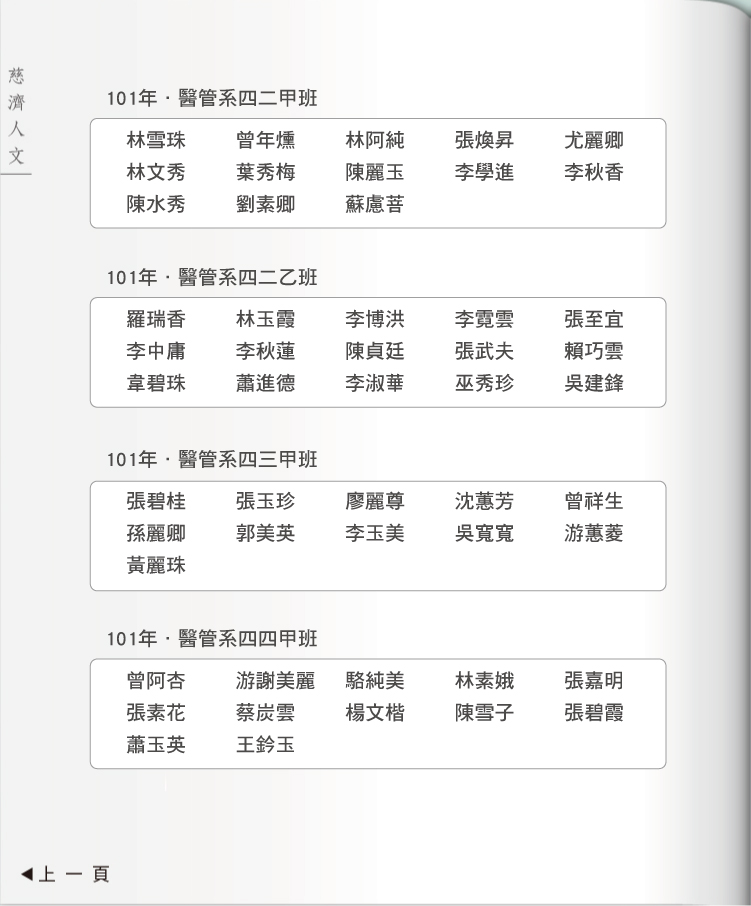 慈濟人文
101年·醫管系四二甲班
林雪珠 曾年燻 林阿純 張煥昇 尤麗卿
林文秀 葉秀梅 陳麗玉 李學進 李秋香
陳水秀 劉素卿 蘇慮菩
101年·醫管系四二乙班
羅瑞香 林玉霞 李博洪 李霓雲 張至宜
李中庸 李秋蓮 陳貞廷 張武夫 賴巧雲
韋碧珠 蕭進德 李淑華 巫秀珍 吳建鋒
101年·醫管系四三甲班
張碧桂 張玉珍 廖麗尊 沈蕙芳 曾祥生
孫麗卿 郭美英 李玉美 吳寬寬 游蕙菱
黃麗珠
101年·醫管系四四甲班
曾阿杏 游謝美麗 駱純美 林素娥 張嘉明
張素花 蔡炭雲 楊文楷 陳雪子 張碧霞
蕭玉英 王鈐玉
◀上一頁